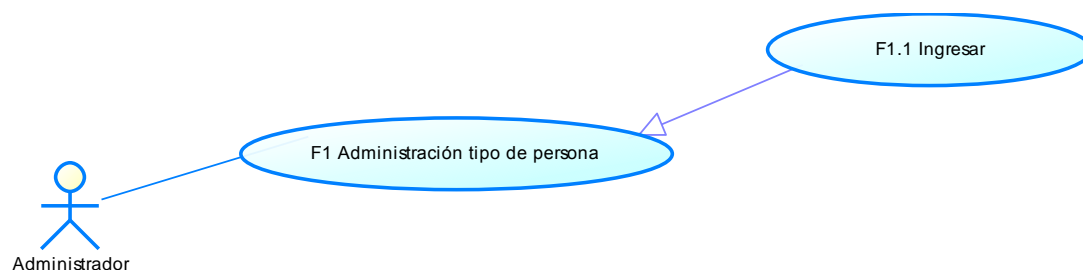 F1.1 Ingresar
F1 Administración tipo de persona
Administrador